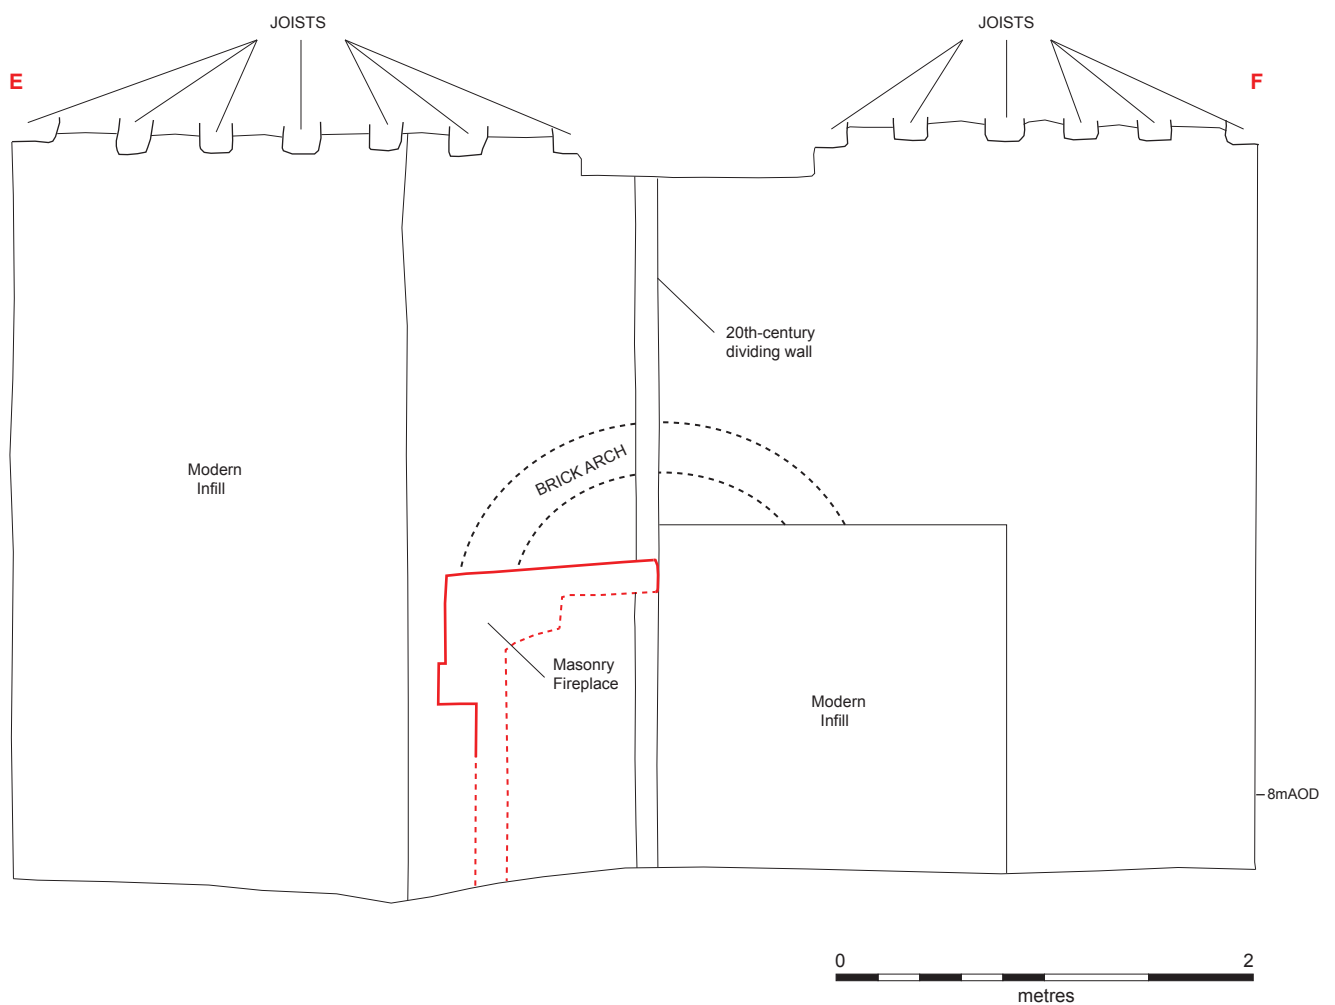 JOISTS
JOISTS
E
F
20th-century
dividing wall
BRICK ARCH
Modern
Infill
Masonry
Fireplace
Modern
Infill
8mAOD
0
2
metres